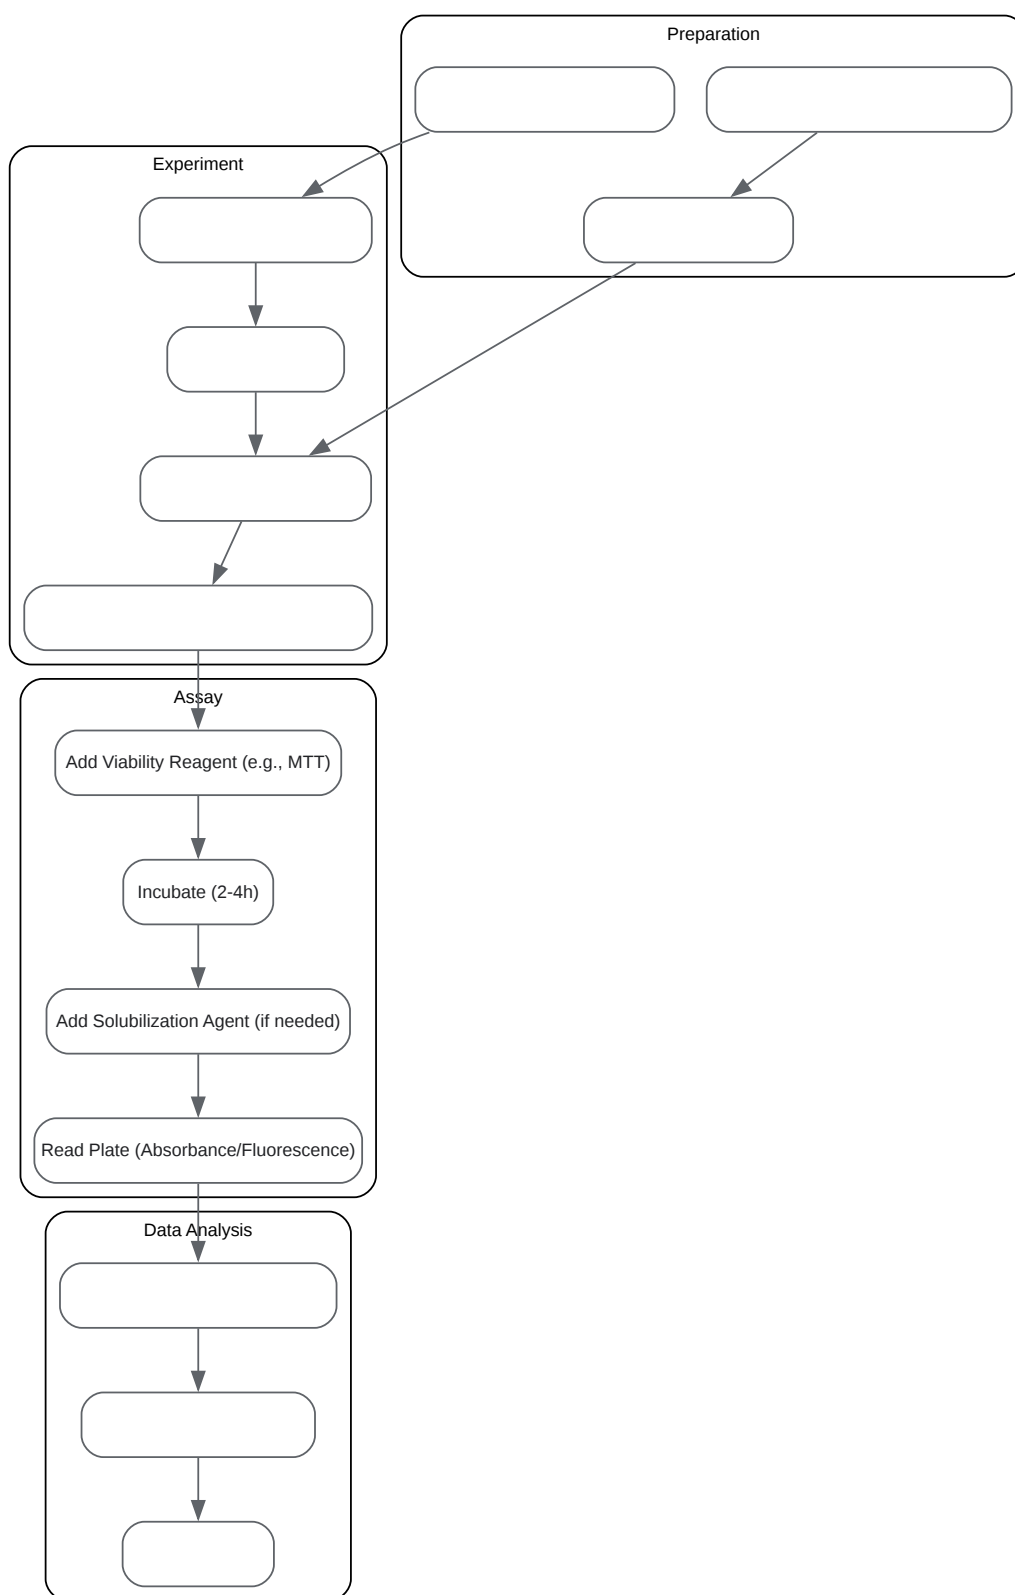 Preparation
Experiment
Assay
Add Viability Reagent (e.g., MTT)
Incubate (2-4h)
Add Solubilization Agent (if needed)
Read Plate (Absorbance/Fluorescence)
Data Analysis